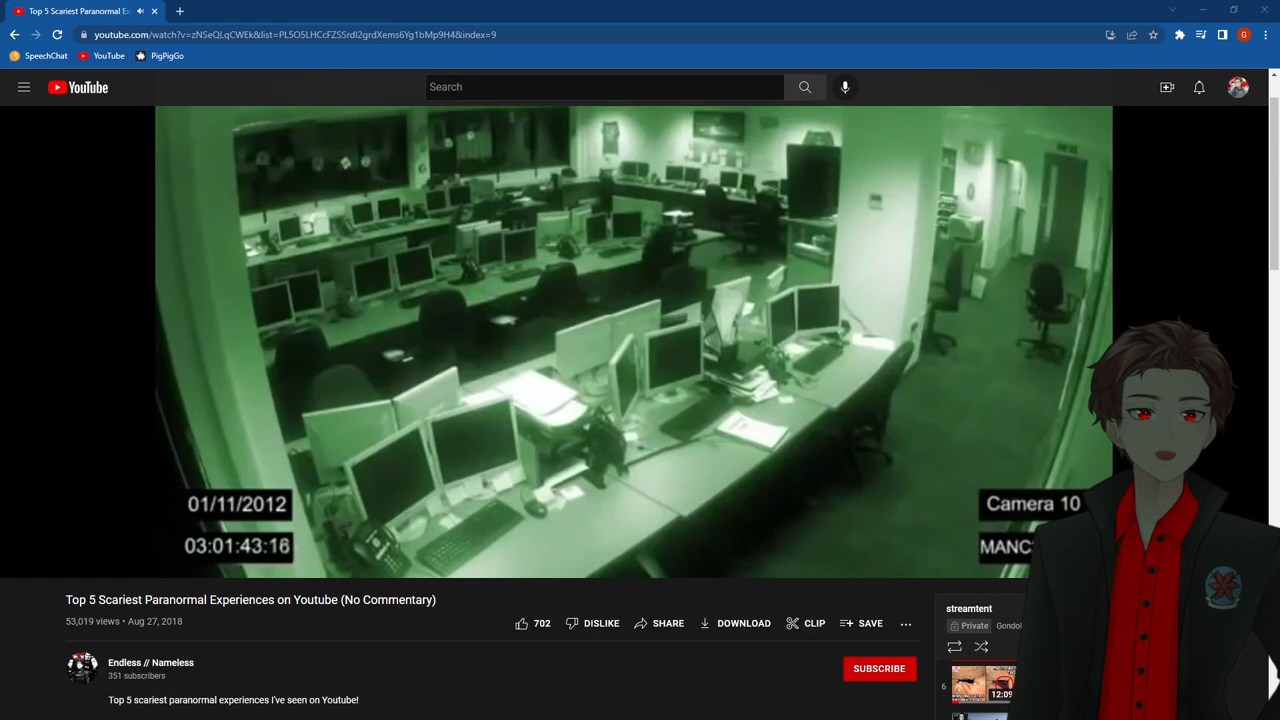 Top 5 Scariest Paranormal Ex
youtube.com/watch?v=zNSeQLqCWEk&list=PL5O5LHCcFZSSrdI2grdXems6Yg1bMp9H4&index=9
G
SpeechChat
YouTube
PigPigGo
YouTube
Search
01/11/2012
03:01:43:16
Camera 10
MANC
Top 5 Scariest Paranormal Experiences on Youtube (No Commentary)
53,019 views • Aug 27, 2018
702
DISLIKE
SHARE
DOWNLOAD
CLIP
SAVE
streamtent
Private
Gondol
Endless // Nameless
351 subscribers
SUBSCRIBE
6
12:09
Top 5 scariest paranormal experiences I've seen on Youtube!